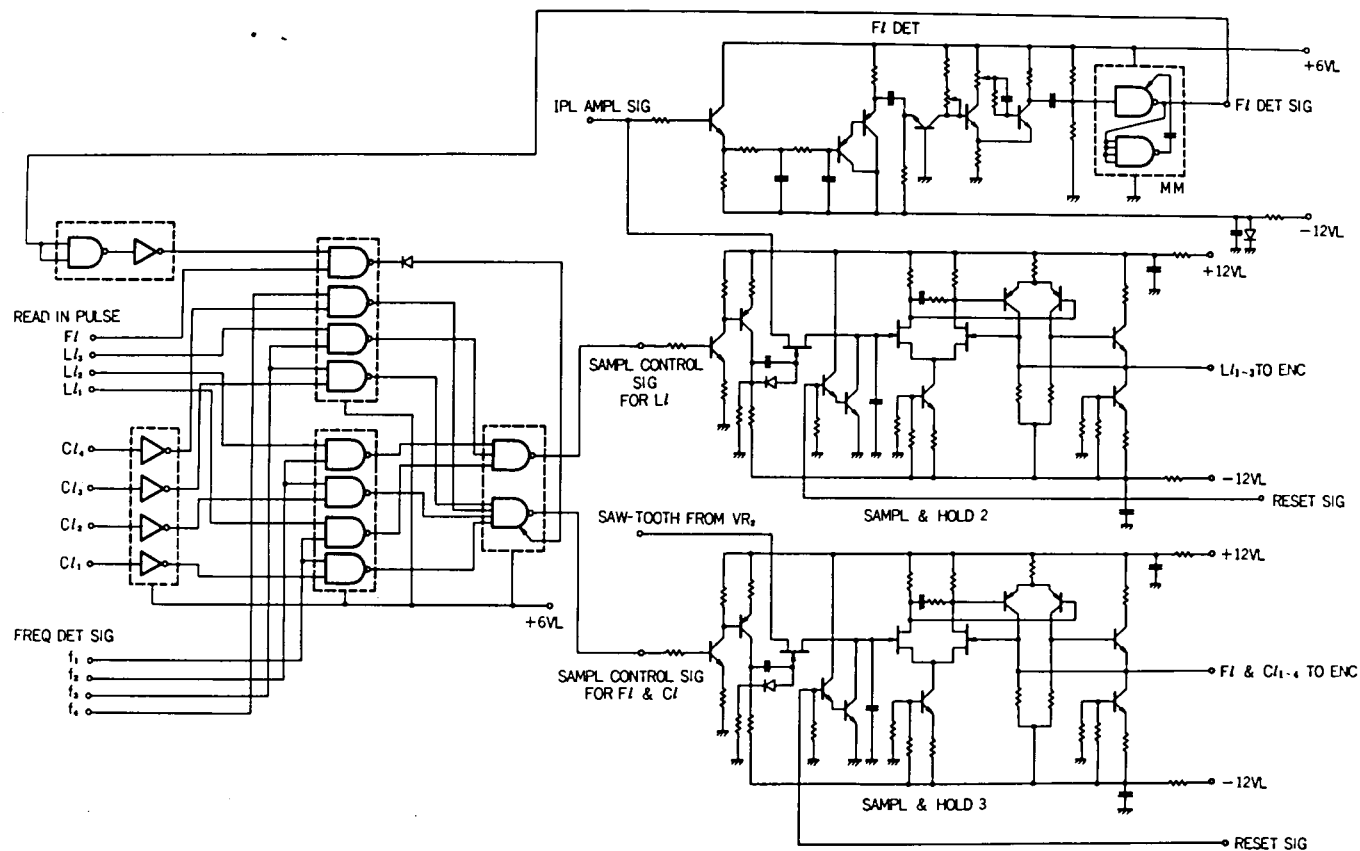 Fl DET
+6VL
IPL AMPL SIG
Fl DET SIG
MM
-12VL
+12VL
READ IN PULSE
Fl
Ll₃
Ll₂
Ll₁
SAMPL CONTROL
SIG
FOR Ll
Ll₁~₃ TO ENC
Cl₄
Cl₃
Cl₂
Cl₁
-12VL
RESET SIG
SAMPL & HOLD 2
SAW-TOOTH FROM VR₂
+12VL
+6VL
FREQ DET SIG
f₁
f₂
f₃
f₄
SAMPL CONTROL SIG
FOR Fl & Cl
Fl & Cl₁~₄ TO ENC
-12VL
SAMPL & HOLD 3
RESET SIG